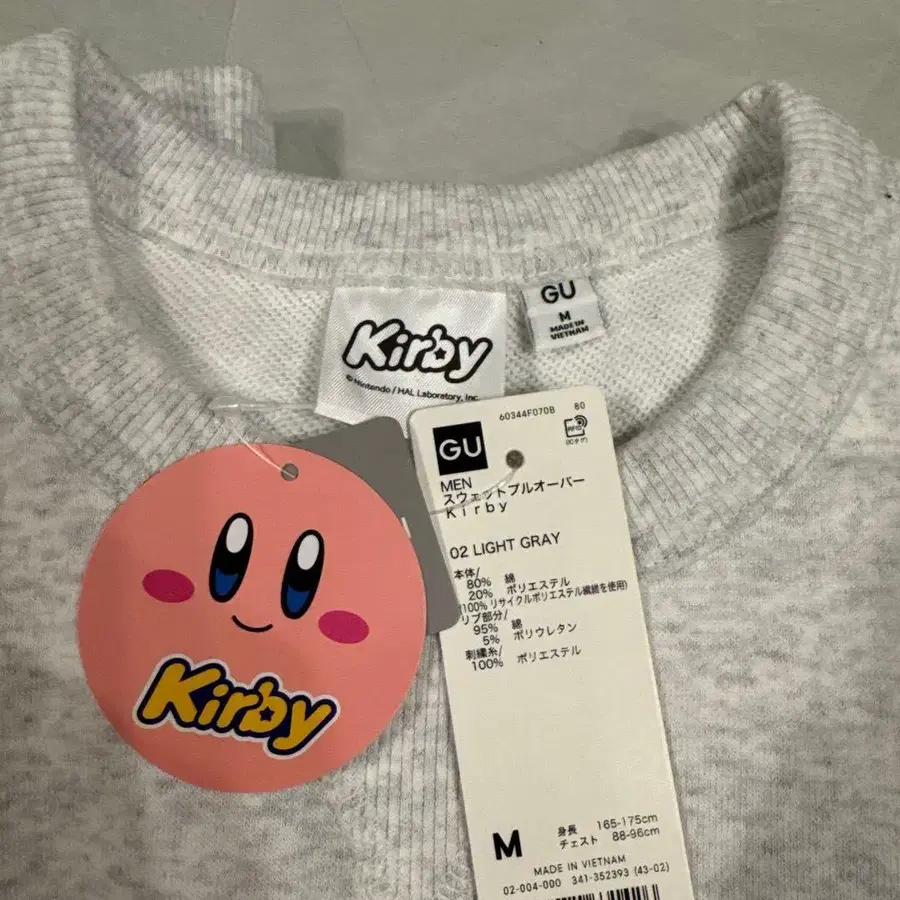 Kirby
© Nintendo / HAL Laboratory, Inc.
GU
M
MADE IN
VIETNAM
60344F070B 80
GU
RFID
(ICタグ)
MEN
スウェットプルオーバー
Kirby
02 LIGHT GRAY
本体/
80% 綿
20% ポリエステル
(100% リサイクルポリエステル繊維を使用)
リブ部分/
95% 綿
5% ポリウレタン
刺繍糸/
100% ポリエステル
M
身長 165-175cm
チェスト 88-96cm
MADE IN VIETNAM
02-004-000 341-352393 (43-02)
Kirby